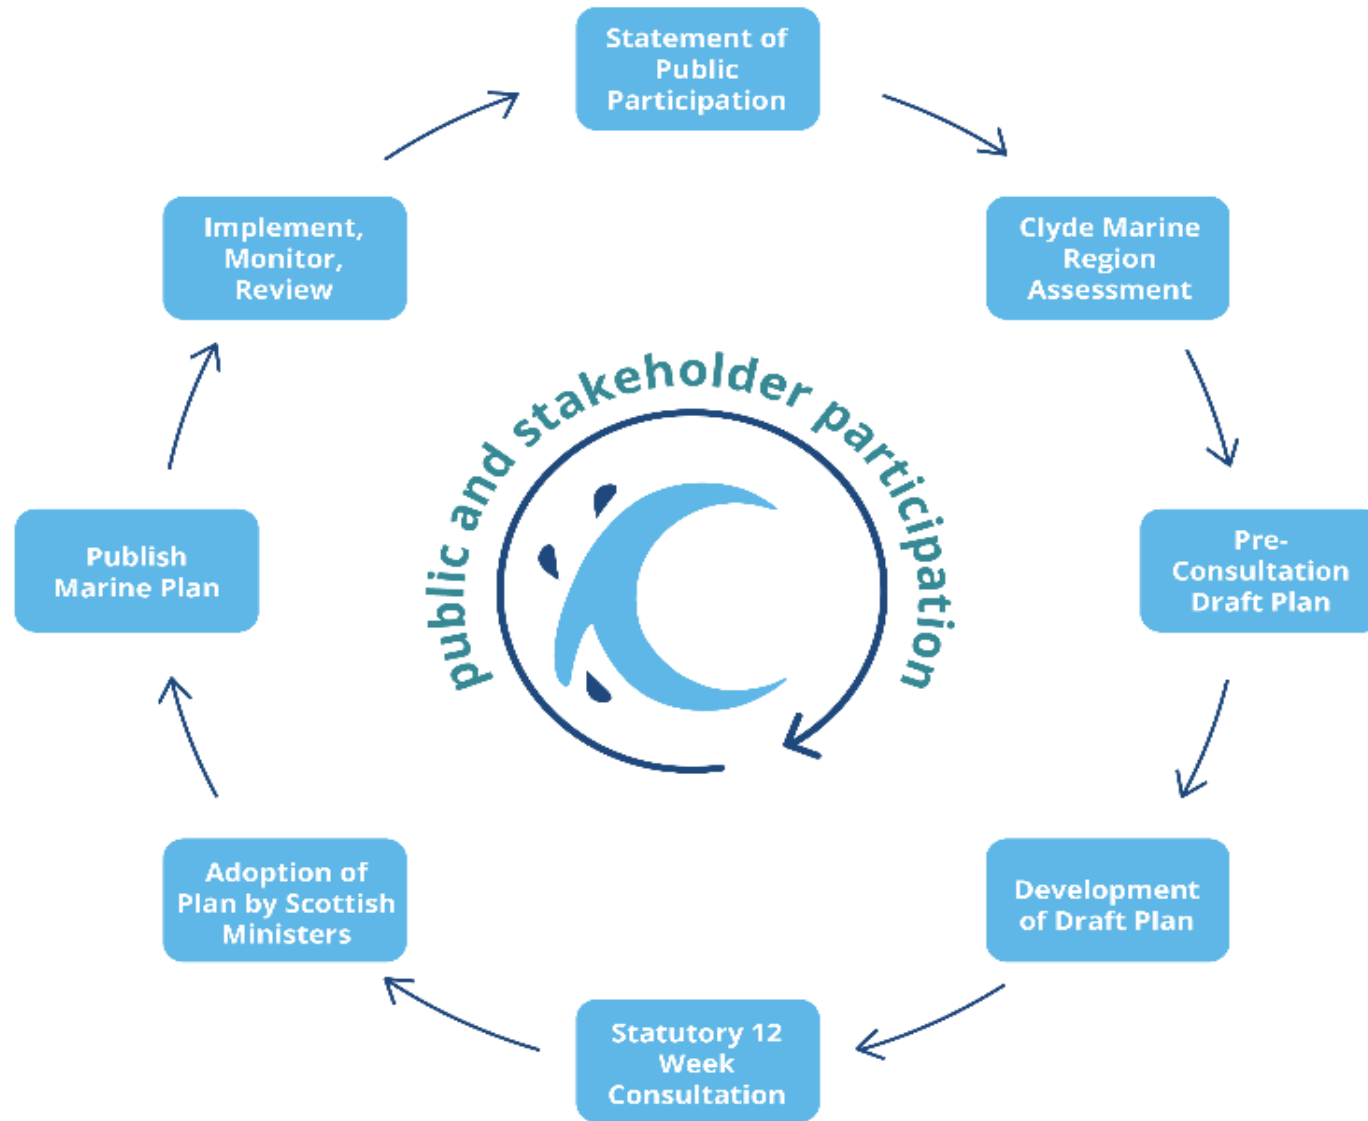 Statement of
Public
Participation
Clyde Marine
Region
Assessment
Pre-
Consultation
Draft Plan
Development
of Draft Plan
Statutory 12
Week
Consultation
Adoption of
Plan by Scottish
Ministers
Publish
Marine Plan
Implement,
Monitor,
Review
public and stakeholder participation